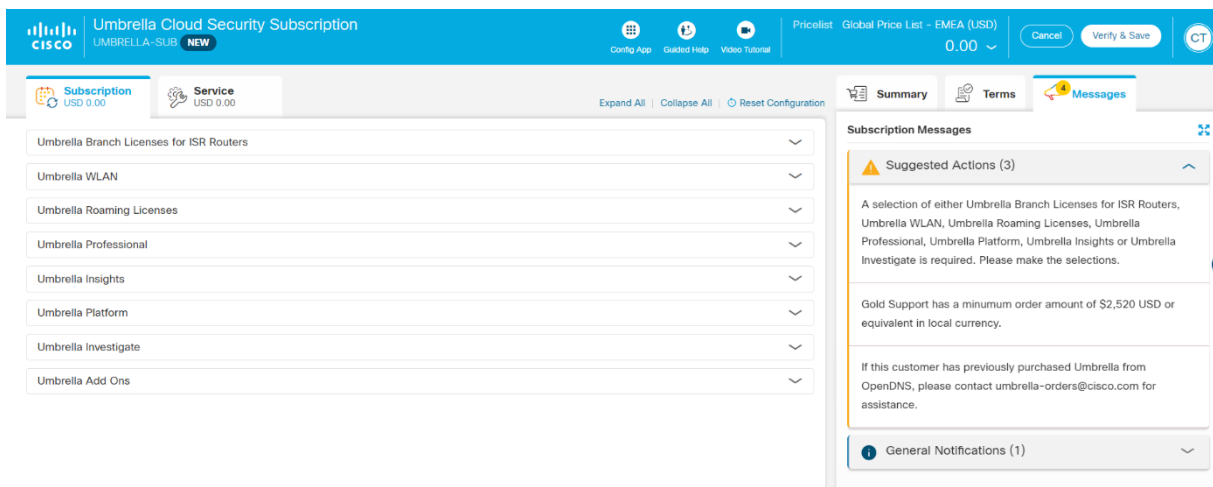 CISCO
Umbrella Cloud Security Subscription
UMBRELLA-SUB NEW
Config App
Guided Help
Video Tutorial
Pricelist Global Price List - EMEA (USD)
0.00
Cancel
Verify & Save
CT
Subscription
USD 0.00
Service
USD 0.00
Expand All | Collapse All | Reset Configuration
Umbrella Branch Licenses for ISR Routers
Umbrella WLAN
Umbrella Roaming Licenses
Umbrella Professional
Umbrella Insights
Umbrella Platform
Umbrella Investigate
Umbrella Add Ons
Summary
Terms
4
Messages
Subscription Messages
Suggested Actions (3)
A selection of either Umbrella Branch Licenses for ISR Routers,
Umbrella WLAN, Umbrella Roaming Licenses, Umbrella
Professional, Umbrella Platform, Umbrella Insights or Umbrella
Investigate is required. Please make the selections.
Gold Support has a minumum order amount of $2,520 USD or
equivalent in local currency.
If this customer has previously purchased Umbrella from
OpenDNS, please contact umbrella-orders@cisco.com for
assistance.
General Notifications (1)